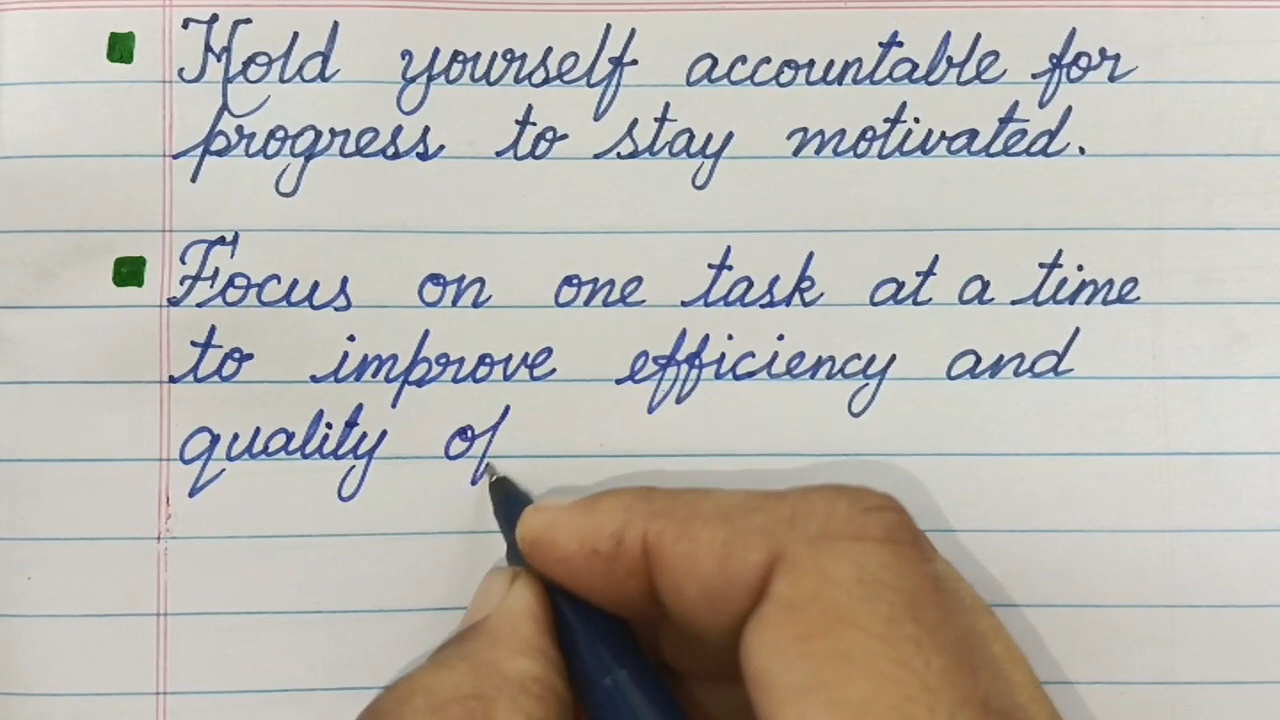 Hold yourself accountable for
progress to stay motivated.
Focus on one task at a time
to improve efficiency and
quality of